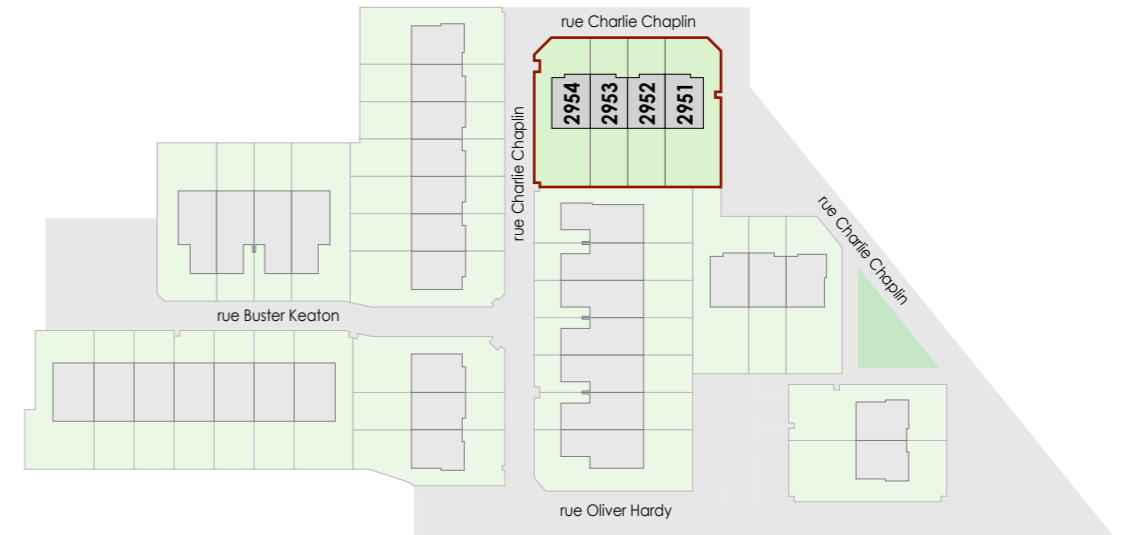 rue Charlie Chaplin
2954
2953
2952
2951
rue Charlie Chaplin
rue Charlie Chaplin
rue Buster Keaton
rue Oliver Hardy